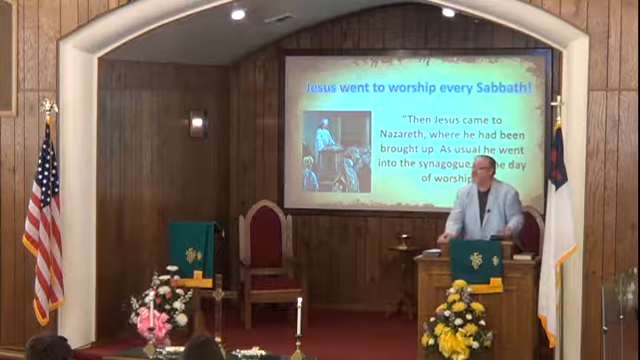 Jesus went to worship every Sabbath!
"Then Jesus came to
Nazareth, where he had been
brought up. As usual he went
into the synagogue he day
of worship